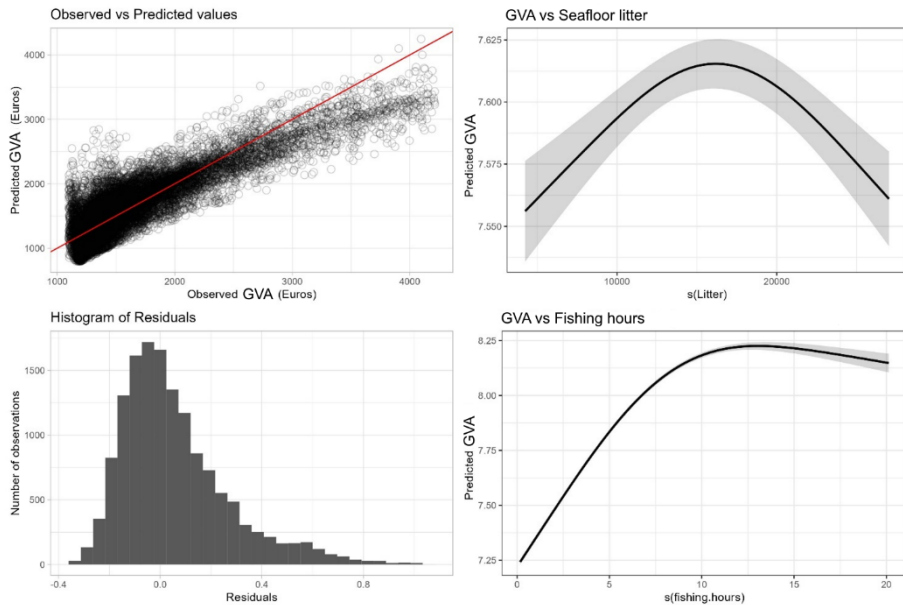 Observed vs Predicted values
4000
3000
2000
1000
Predicted GVA (Euros)
1000 2000 3000 4000
Observed GVA (Euros)
GVA vs Seafloor litter
7.625
7.600
7.575
7.550
Predicted GVA
10000 20000
s(Litter)
Histogram of Residuals
1500
1000
500
0
Number of observations
-0.4 0.0 0.4 0.8
Residuals
GVA vs Fishing hours
8.25
8.00
7.75
7.50
7.25
Predicted GVA
0 5 10 15 20
s(fishing.hours)